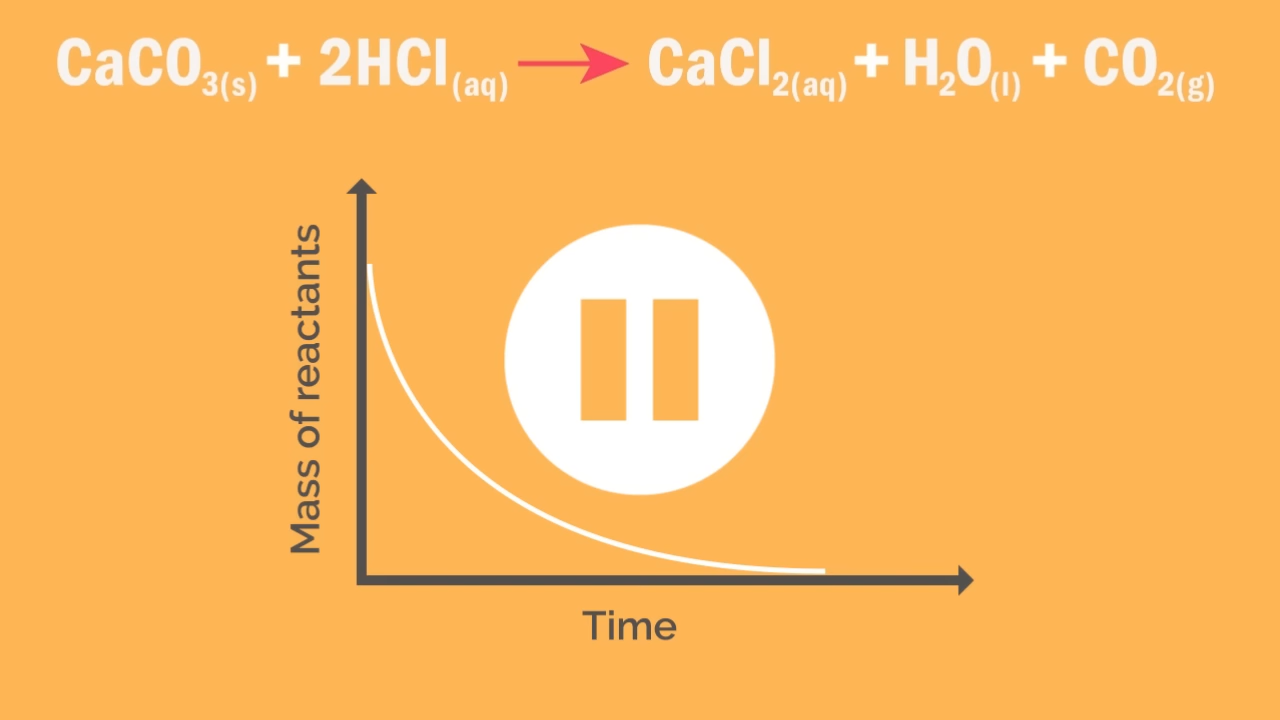 CaCO₃(s) + 2HCl(aq) → CaCl₂(aq) + H₂O(l) + CO₂(g)
Mass of reactants
Time